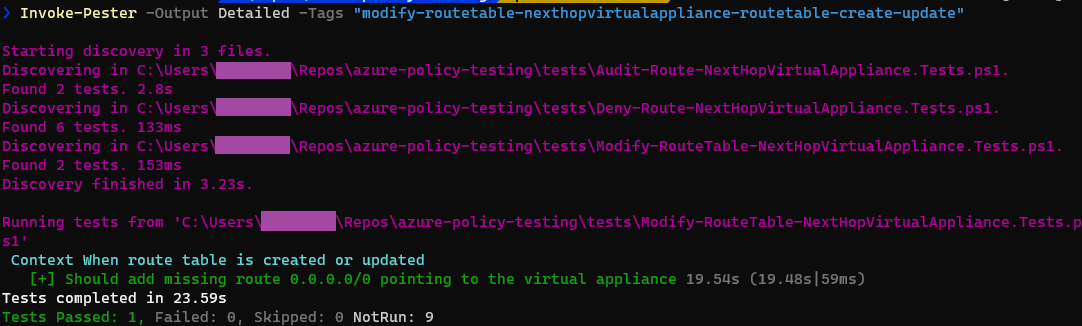 ❯ Invoke-Pester -Output Detailed -Tags "modify-routetable-nexthopvirtualappliance-routetable-create-update"
Starting discovery in 3 files.
Discovering in C:\Users\ \Repos\azure-policy-testing\tests\Audit-Route-NextHopVirtualAppliance.Tests.ps1.
Found 2 tests. 2.8s
Discovering in C:\Users\ \Repos\azure-policy-testing\tests\Deny-Route-NextHopVirtualAppliance.Tests.ps1.
Found 6 tests. 133ms
Discovering in C:\Users\ \Repos\azure-policy-testing\tests\Modify-RouteTable-NextHopVirtualAppliance.Tests.ps1.
Found 2 tests. 153ms
Discovery finished in 3.23s.
Running tests from 'C:\Users\ \Repos\azure-policy-testing\tests\Modify-RouteTable-NextHopVirtualAppliance.Tests.p
s1'
Context When route table is created or updated
[+] Should add missing route 0.0.0.0/0 pointing to the virtual appliance 19.54s (19.48s|59ms)
Tests completed in 23.59s
Tests Passed: 1, Failed: 0, Skipped: 0 NotRun: 9